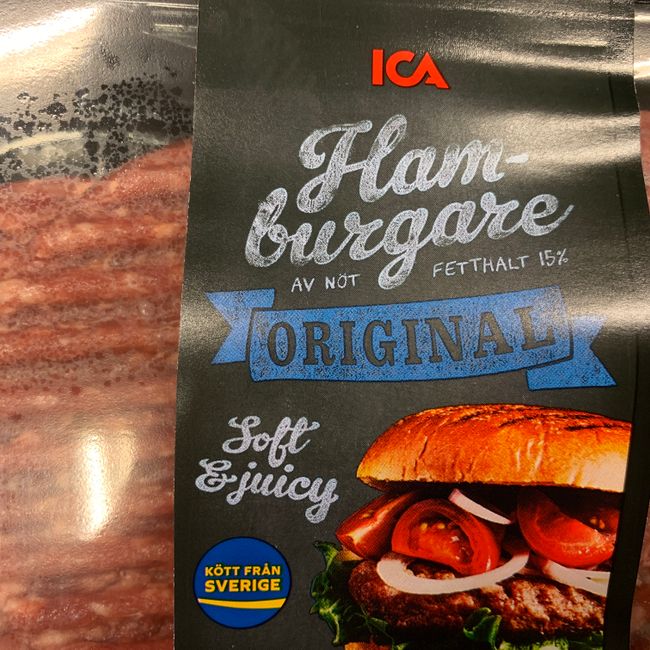 ICA
Ham-
burgare
AV NÖT FETTHALT 15%
ORIGINAL
Soft
& juicy
KÖTT FRÅN
SVERIGE